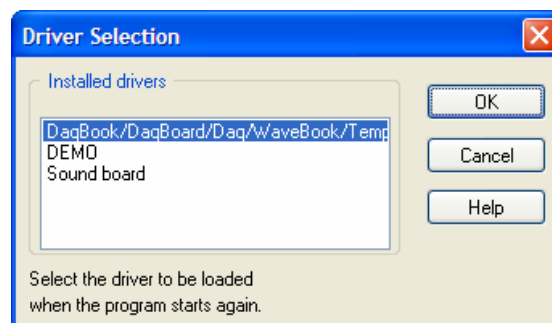 Driver Selection
Installed drivers
DaqBook/DaqBoard/Daq/WaveBook/Temp
DEMO
Sound board
OK
Cancel
Help
Select the driver to be loaded
when the program starts again.